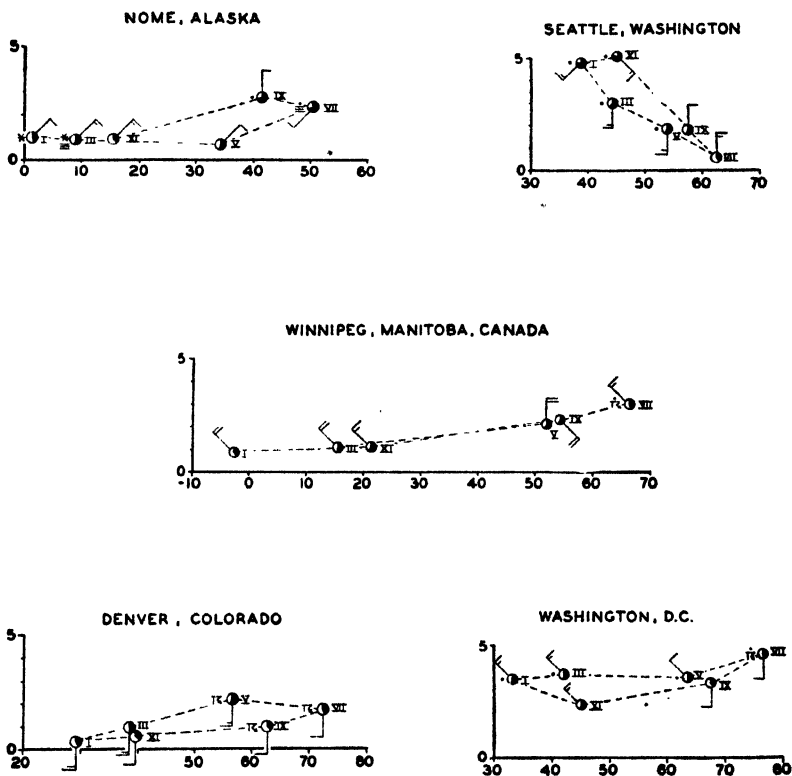 NOME, ALASKA
5
I III XI V IX VII
0
0 10 20 30 40 50 60
SEATTLE, WASHINGTON
5
I XI III V IX VII
0
30 40 50 60 70
WINNIPEG, MANITOBA, CANADA
5
I III XI V IX VII
0
-10 0 10 20 30 40 50 60 70
DENVER, COLORADO
5
I III XI V IX VII
20 30 40 50 60 70 80
WASHINGTON, D.C.
5
I III XI V IX VII
0
30 40 50 60 70 80